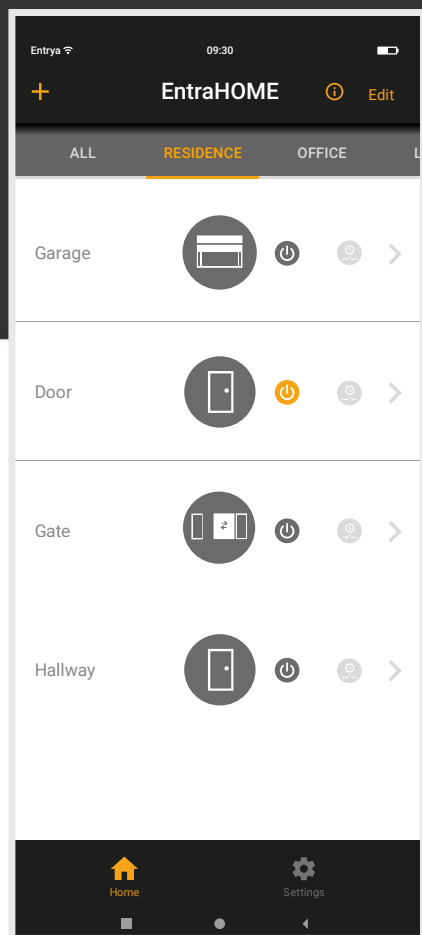 Entrya 09:30
EntraHOME Edit
ALL RESIDENCE OFFICE L
Garage
Door
Gate
Hallway
Home Settings